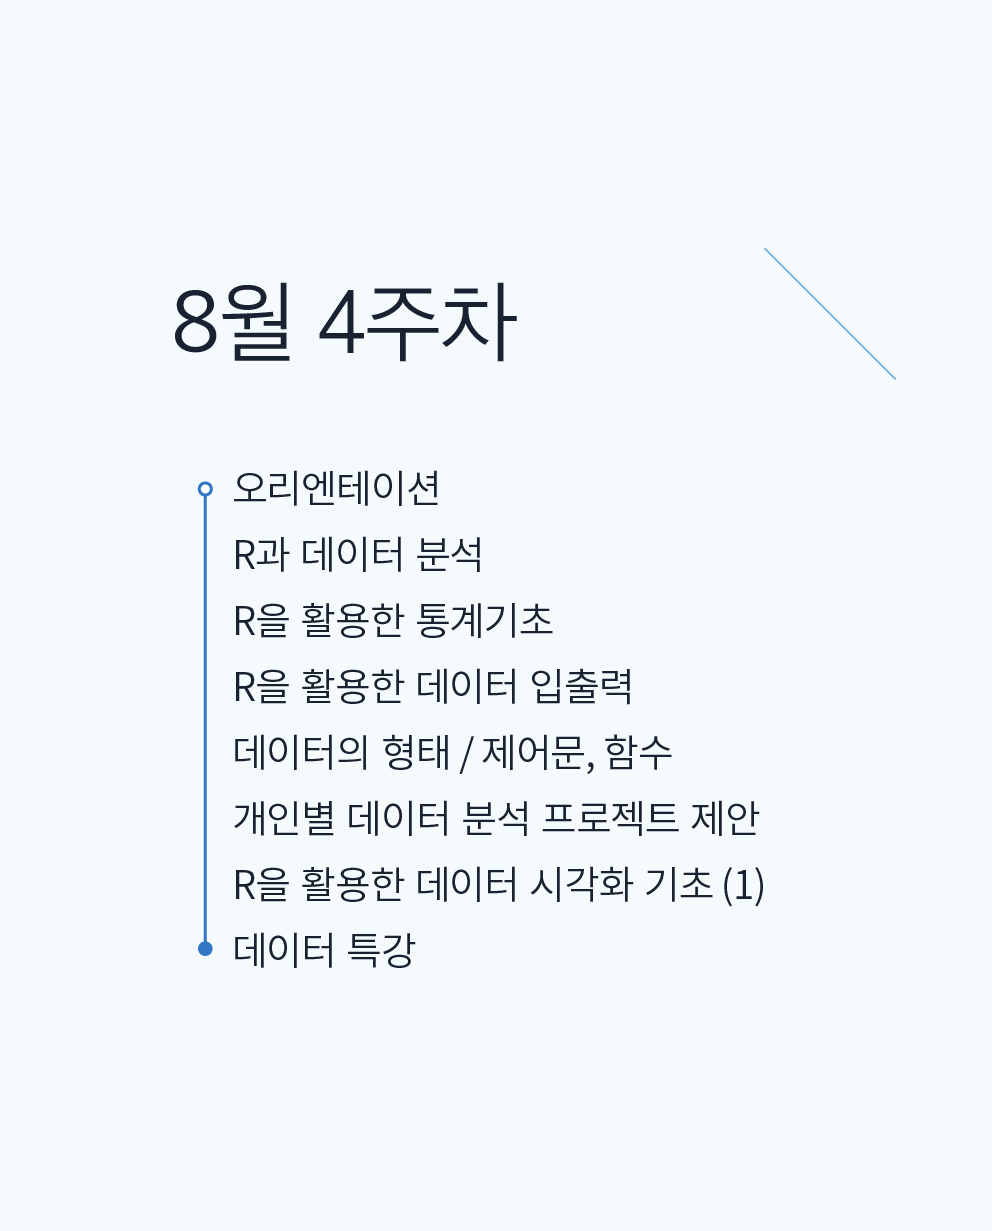 8월 4주차
오리엔테이션
R과 데이터 분석
R을 활용한 통계기초
R을 활용한 데이터 입출력
데이터의 형태 / 제어문, 함수
개인별 데이터 분석 프로젝트 제안
R을 활용한 데이터 시각화 기초 (1)
데이터 특강